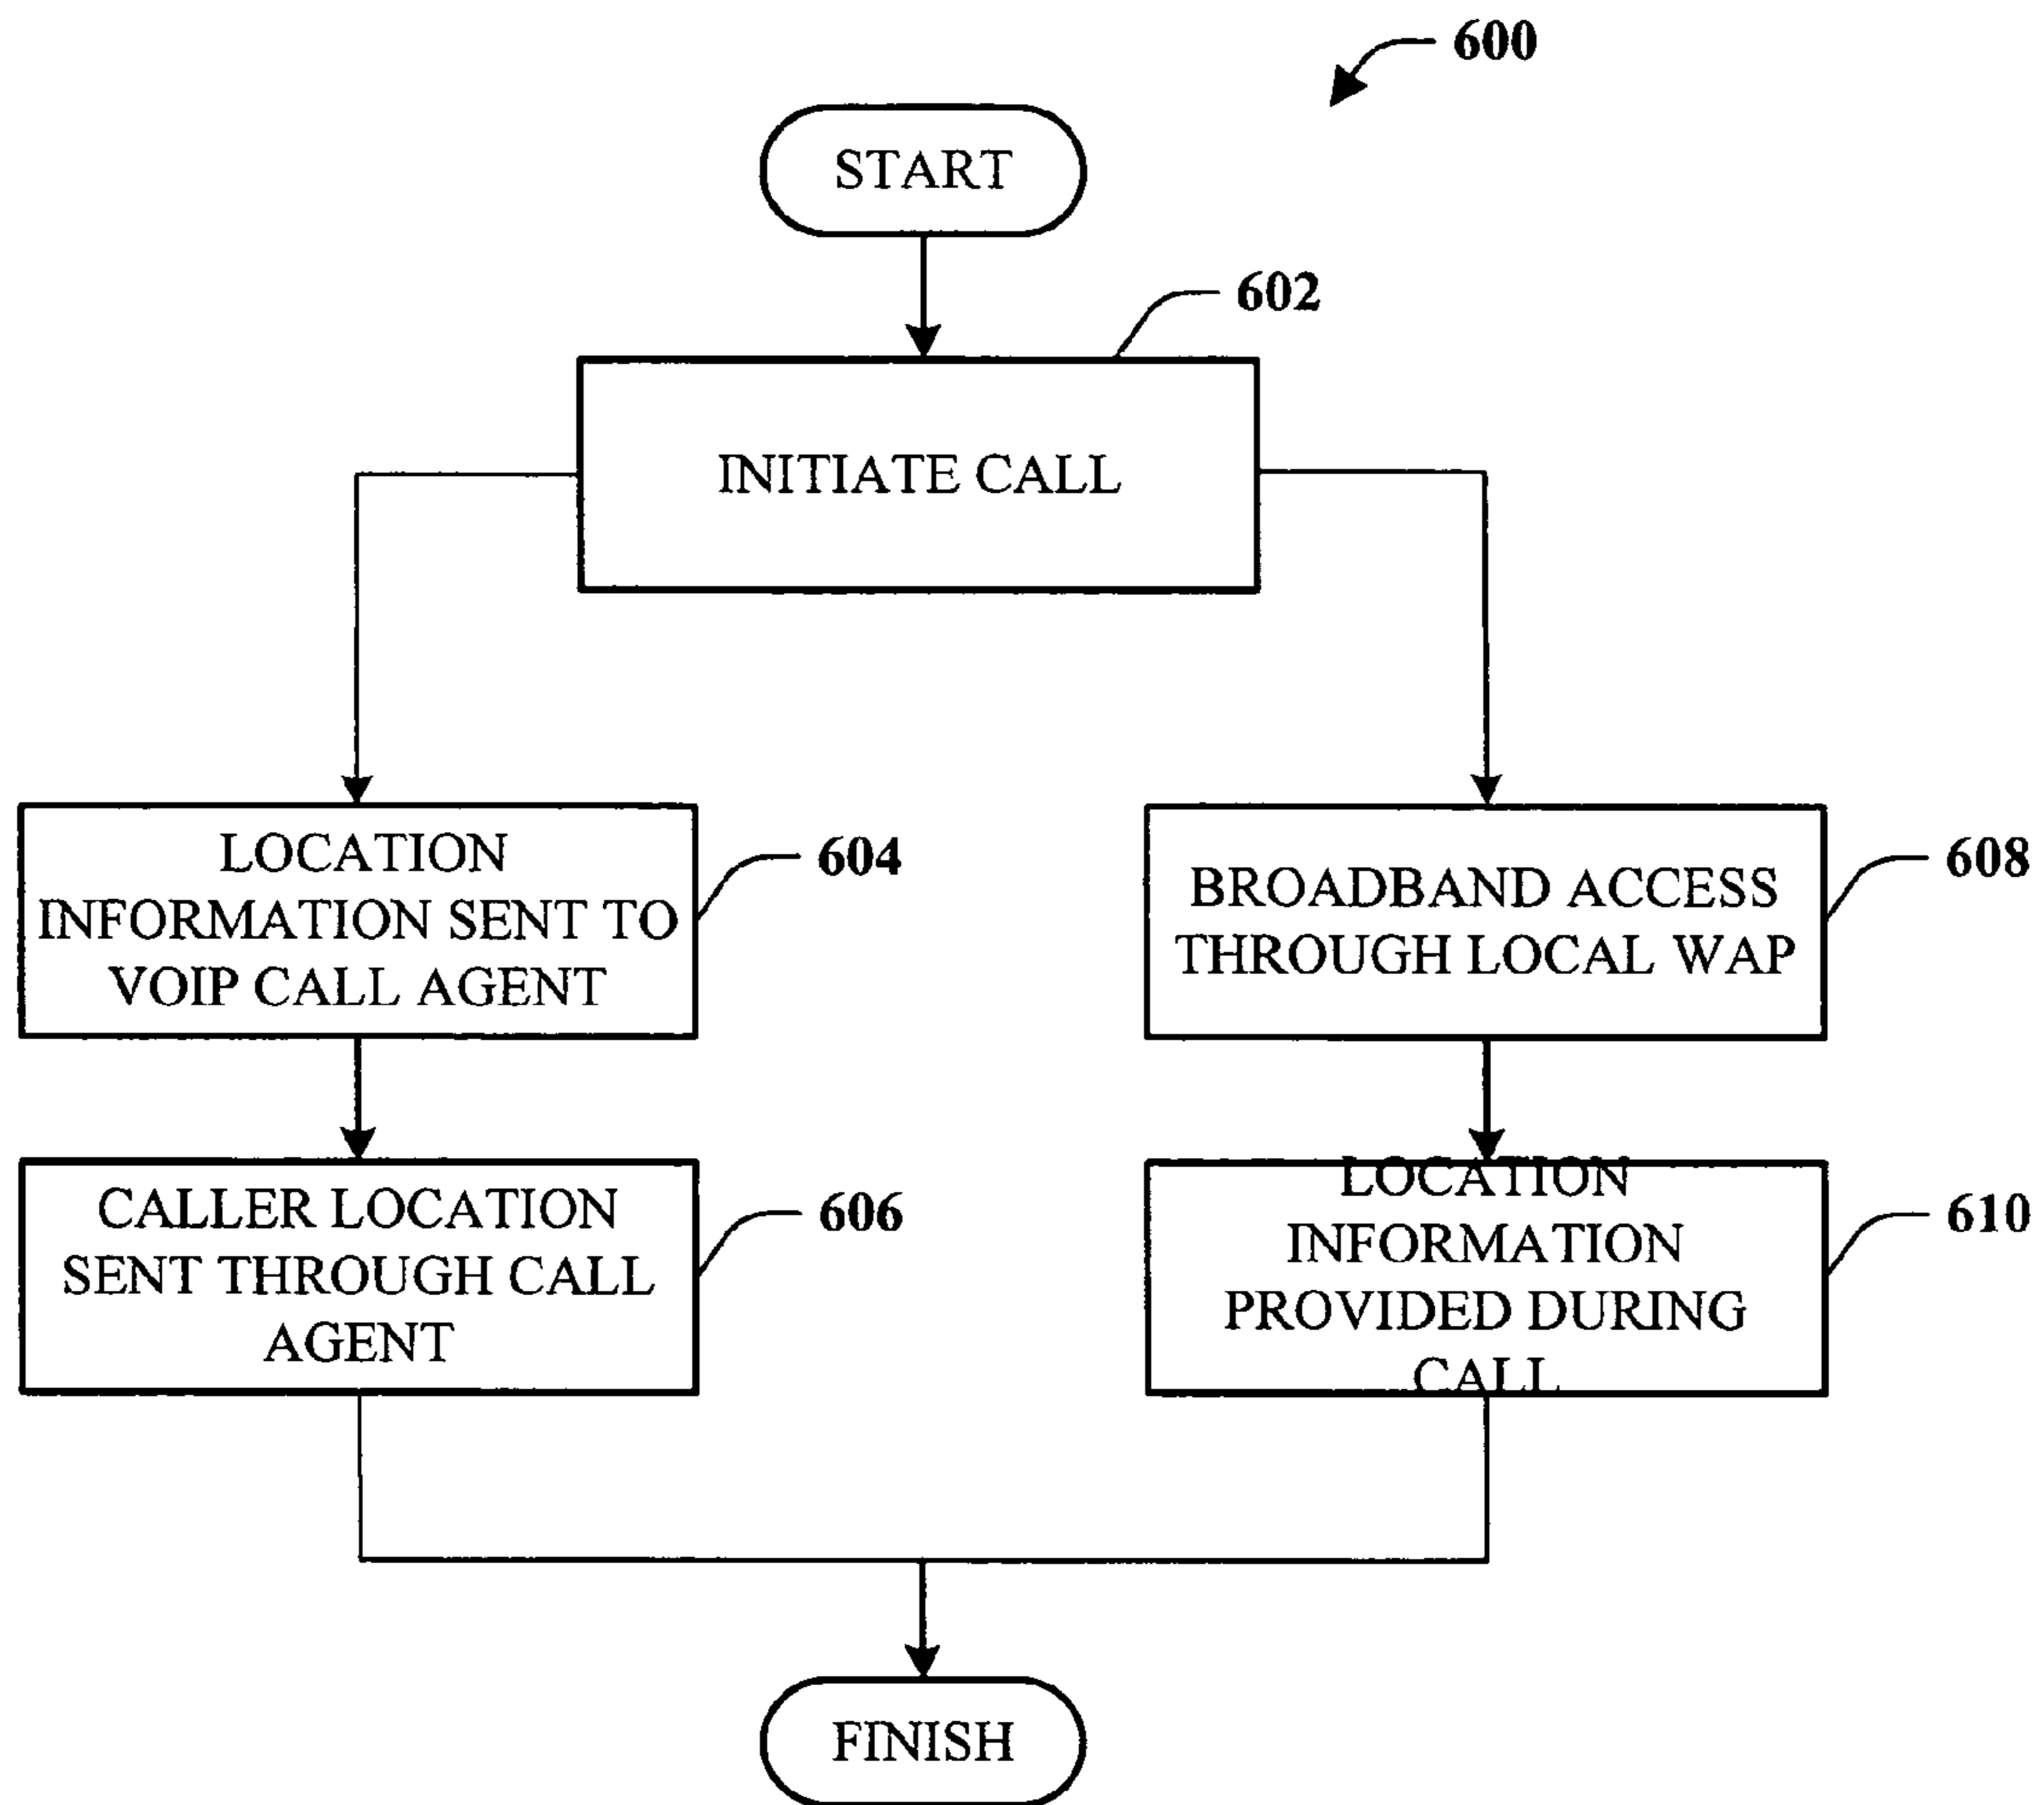 600
START
602
INITIATE CALL
LOCATION
INFORMATION SENT TO
VOIP CALL AGENT
604
BROADBAND ACCESS
THROUGH LOCAL WAP
608
CALLER LOCATION
SENT THROUGH CALL
AGENT
606
LOCATION
INFORMATION
PROVIDED DURING
CALL
610
FINISH